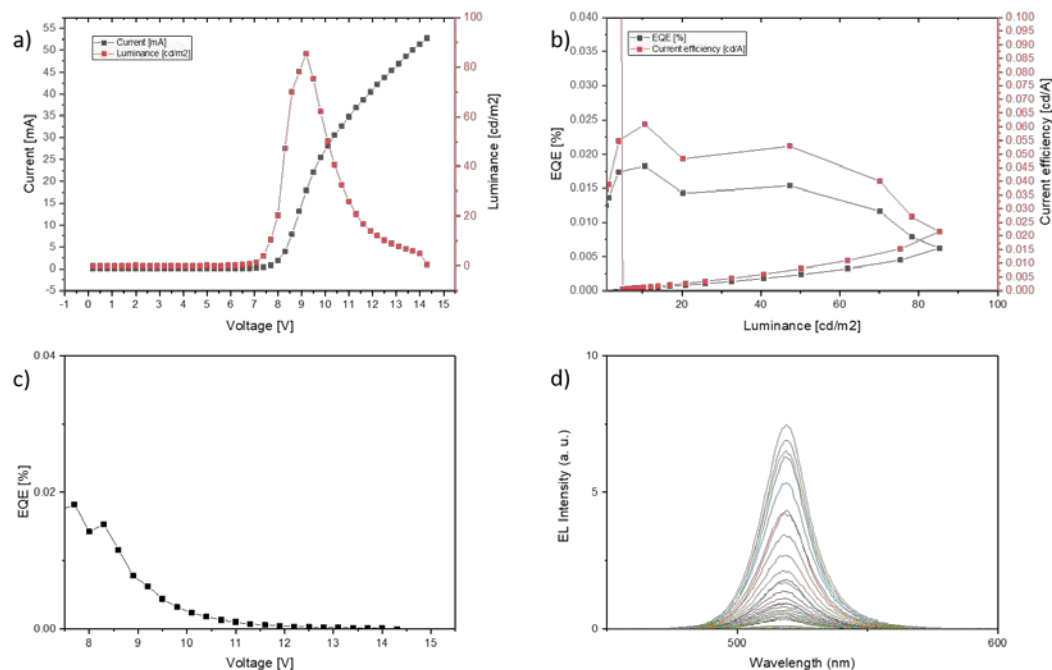 a)
Current [mA]
Luminance [cd/m2]
55
50
45
40
35
30
25
20
15
10
5
0
-5
100
80
60
40
20
0
Current [mA]
Luminance [cd/m2]
-1 0 1 2 3 4 5 6 7 8 9 10 11 12 13 14 15
Voltage [V]
b)
EQE [%]
Current efficiency [cd/A]
0.040
0.035
0.030
0.025
0.020
0.015
0.010
0.005
0.000
0.100
0.095
0.090
0.085
0.080
0.075
0.070
0.065
0.060
0.055
0.050
0.045
0.040
0.035
0.030
0.025
0.020
0.015
0.010
0.005
0.000
EQE [%]
Current efficiency [cd/A]
20 40 60 80 100
Luminance [cd/m2]
c)
0.04
0.02
0.00
EQE [%]
8 9 10 11 12 13 14 15
Voltage [V]
d)
10
5
0
EL Intensity (a. u.)
500 600
Wavelength (nm)